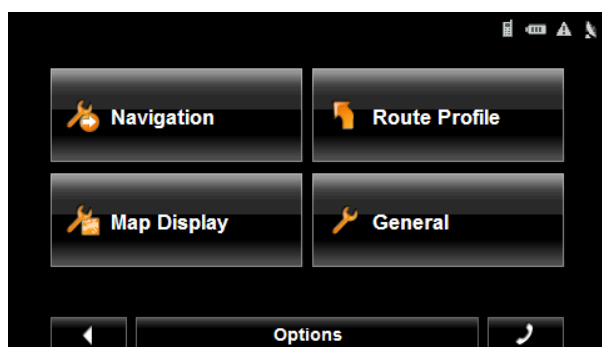 Navigation
Route Profile
Map Display
General
Options